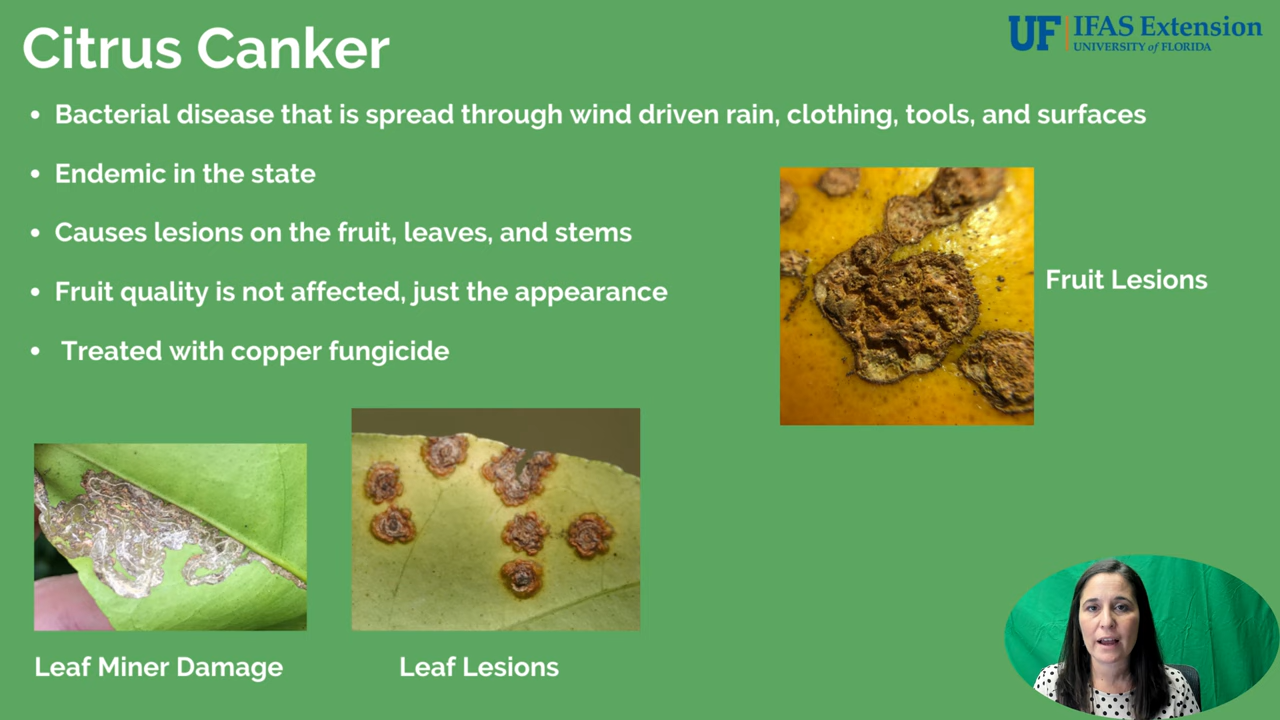 Citrus Canker
UF IFAS Extension
UNIVERSITY of FLORIDA
• Bacterial disease that is spread through wind driven rain, clothing, tools, and surfaces
• Endemic in the state
• Causes lesions on the fruit, leaves, and stems
• Fruit quality is not affected, just the appearance
• Treated with copper fungicide
Fruit Lesions
Leaf Miner Damage
Leaf Lesions